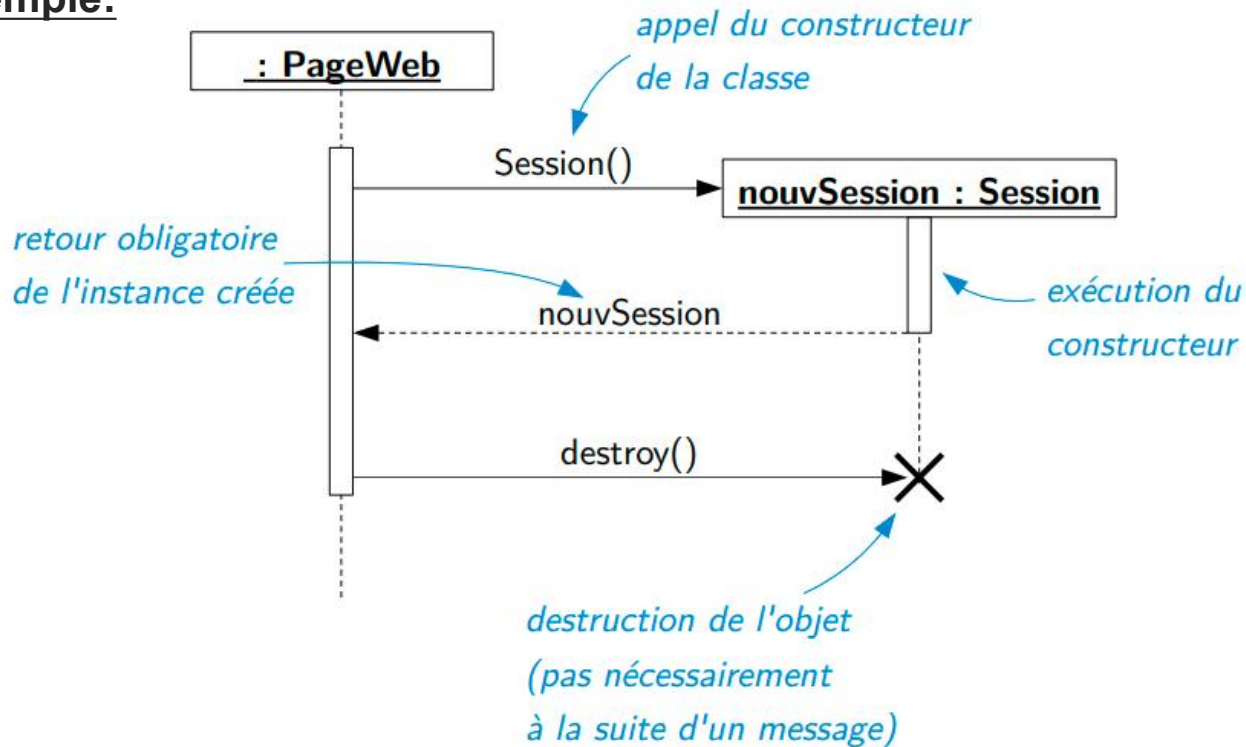 emple:
appel du constructeur
de la classe
: PageWeb
Session()
nouvSession : Session
retour obligatoire
de l'instance créée
nouvSession
exécution du
constructeur
destroy()
destruction de l'objet
(pas nécessairement
à la suite d'un message)